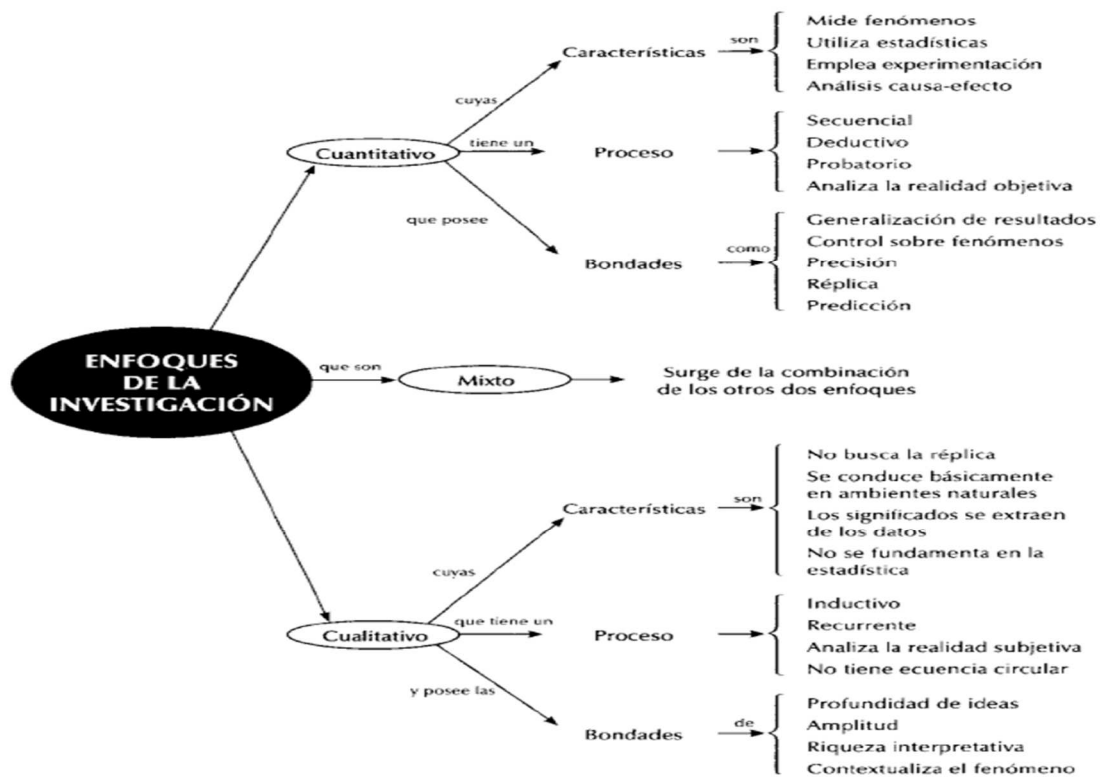 Mide fenómenos
Utiliza estadísticas
Emplea experimentación
Análisis causa-efecto
son
Características
cuyas
Secuencial
Deductivo
Probatorio
Analiza la realidad objetiva
tiene un
Proceso
Cuantitativo
que posee
Generalización de resultados
Control sobre fenómenos
Precisión
Réplica
Predicción
como
Bondades
ENFOQUES
DE LA
INVESTIGACIÓN
que son
Mixto
Surge de la combinación
de los otros dos enfoques
No busca la réplica
Se conduce básicamente
en ambientes naturales
Los significados se extraen
de los datos
No se fundamenta en la
estadística
son
Características
cuyas
Inductivo
Recurrente
Analiza la realidad subjetiva
No tiene ecuencia circular
que tiene un
Proceso
Cualitativo
y posee las
Profundidad de ideas
Amplitud
Riqueza interpretativa
Contextualiza el fenómeno
de
Bondades